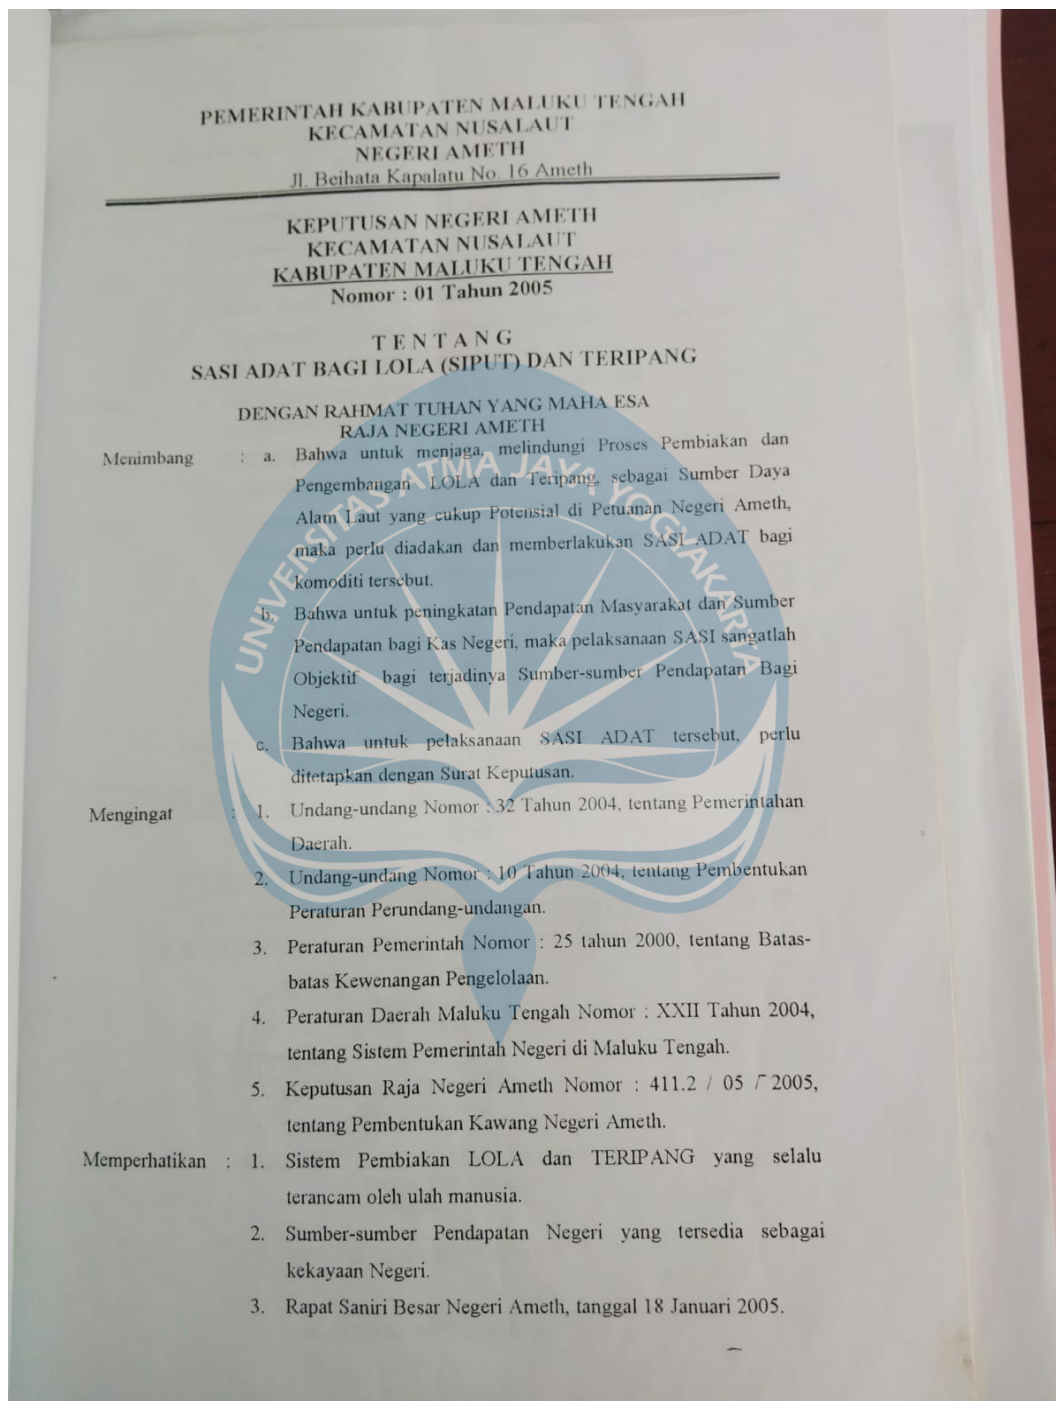 PEMERINTAH KABUPATEN MALUKU TENGAH
KECAMATAN NUSALAUT
NEGERI AMETH
Jl. Beihata Kapalatu No. 16 Ameth
KEPUTUSAN NEGERI AMETH
KECAMATAN NUSALAUT
KABUPATEN MALUKU TENGAH
Nomor : 01 Tahun 2005
T E N T A N G
SASI ADAT BAGI LOLA (SIPUT) DAN TERIPANG
DENGAN RAHMAT TUHAN YANG MAHA ESA
RAJA NEGERI AMETH
Menimbang : a. Bahwa untuk menjaga, melindungi Proses Pembiakan dan
Pengembangan LOLA dan Teripang, sebagai Sumber Daya
Alam Laut yang cukup Potensial di Petuanan Negeri Ameth,
maka perlu diadakan dan memberlakukan SASI ADAT bagi
komoditi tersebut.
b. Bahwa untuk peningkatan Pendapatan Masyarakat dan Sumber
Pendapatan bagi Kas Negeri, maka pelaksanaan SASI sangatlah
Objektif bagi terjadinya Sumber-sumber Pendapatan Bagi
Negeri.
c. Bahwa untuk pelaksanaan SASI ADAT tersebut, perlu
ditetapkan dengan Surat Keputusan.
Mengingat : 1. Undang-undang Nomor : 32 Tahun 2004, tentang Pemerintahan
Daerah.
2. Undang-undang Nomor : 10 Tahun 2004, tentang Pembentukan
Peraturan Perundang-undangan.
3. Peraturan Pemerintah Nomor : 25 tahun 2000, tentang Batas-
batas Kewenangan Pengelolaan.
4. Peraturan Daerah Maluku Tengah Nomor : XXII Tahun 2004,
tentang Sistem Pemerintah Negeri di Maluku Tengah.
5. Keputusan Raja Negeri Ameth Nomor : 411.2 / 05 / 2005,
tentang Pembentukan Kawang Negeri Ameth.
Memperhatikan : 1. Sistem Pembiakan LOLA dan TERIPANG yang selalu
terancam oleh ulah manusia.
2. Sumber-sumber Pendapatan Negeri yang tersedia sebagai
kekayaan Negeri.
3. Rapat Saniri Besar Negeri Ameth, tanggal 18 Januari 2005.
UNIVERSITAS ATMA JAYA YOGYAKARTA